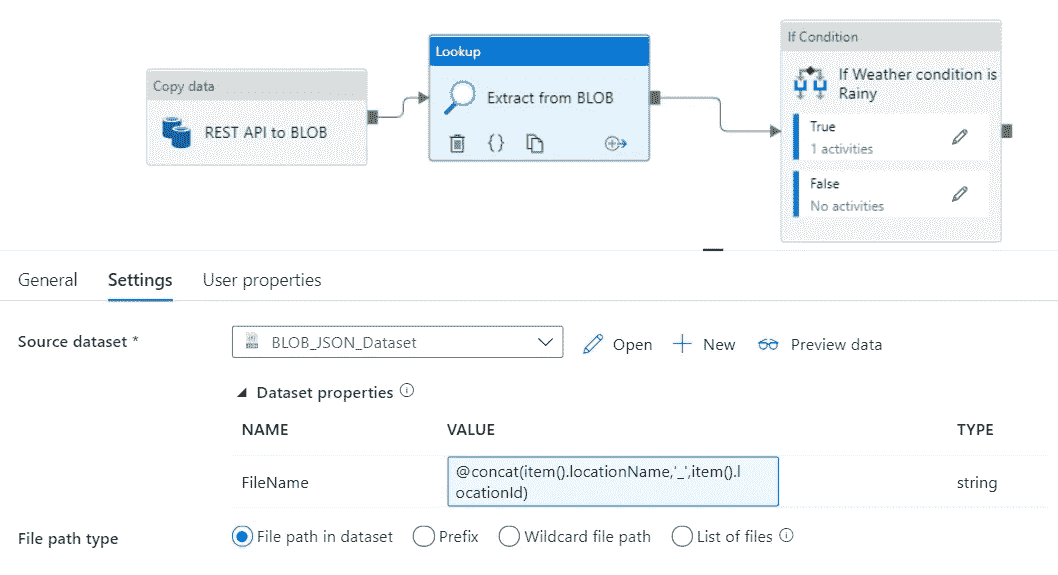 Copy data
REST API to BLOB
Lookup
Extract from BLOB
{}
If Condition
If Weather condition is
Rainy
True
1 activities
False
No activities
General
Settings
User properties
Source dataset *
BLOB_JSON_Dataset
Open
New
Preview data
Dataset properties
NAME
VALUE
TYPE
FileName
@concat(item().locationName,'_',item().l
ocationId)
string
File path type
File path in dataset
Prefix
Wildcard file path
List of files